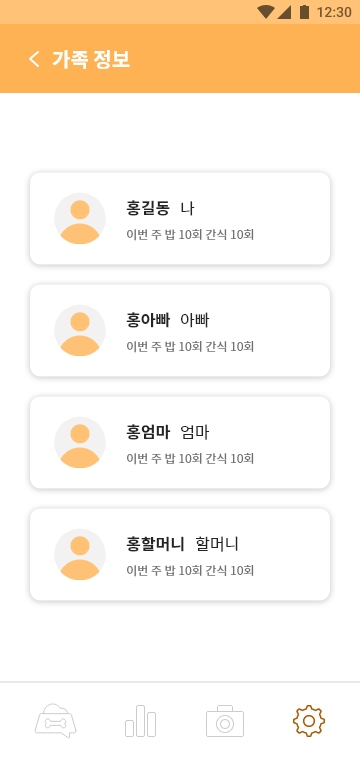 12:30
가족 정보
홍길동 나
이번 주 밥 10회 간식 10회
홍아빠 아빠
이번 주 밥 10회 간식 10회
홍엄마 엄마
이번 주 밥 10회 간식 10회
홍할머니 할머니
이번 주 밥 10회 간식 10회